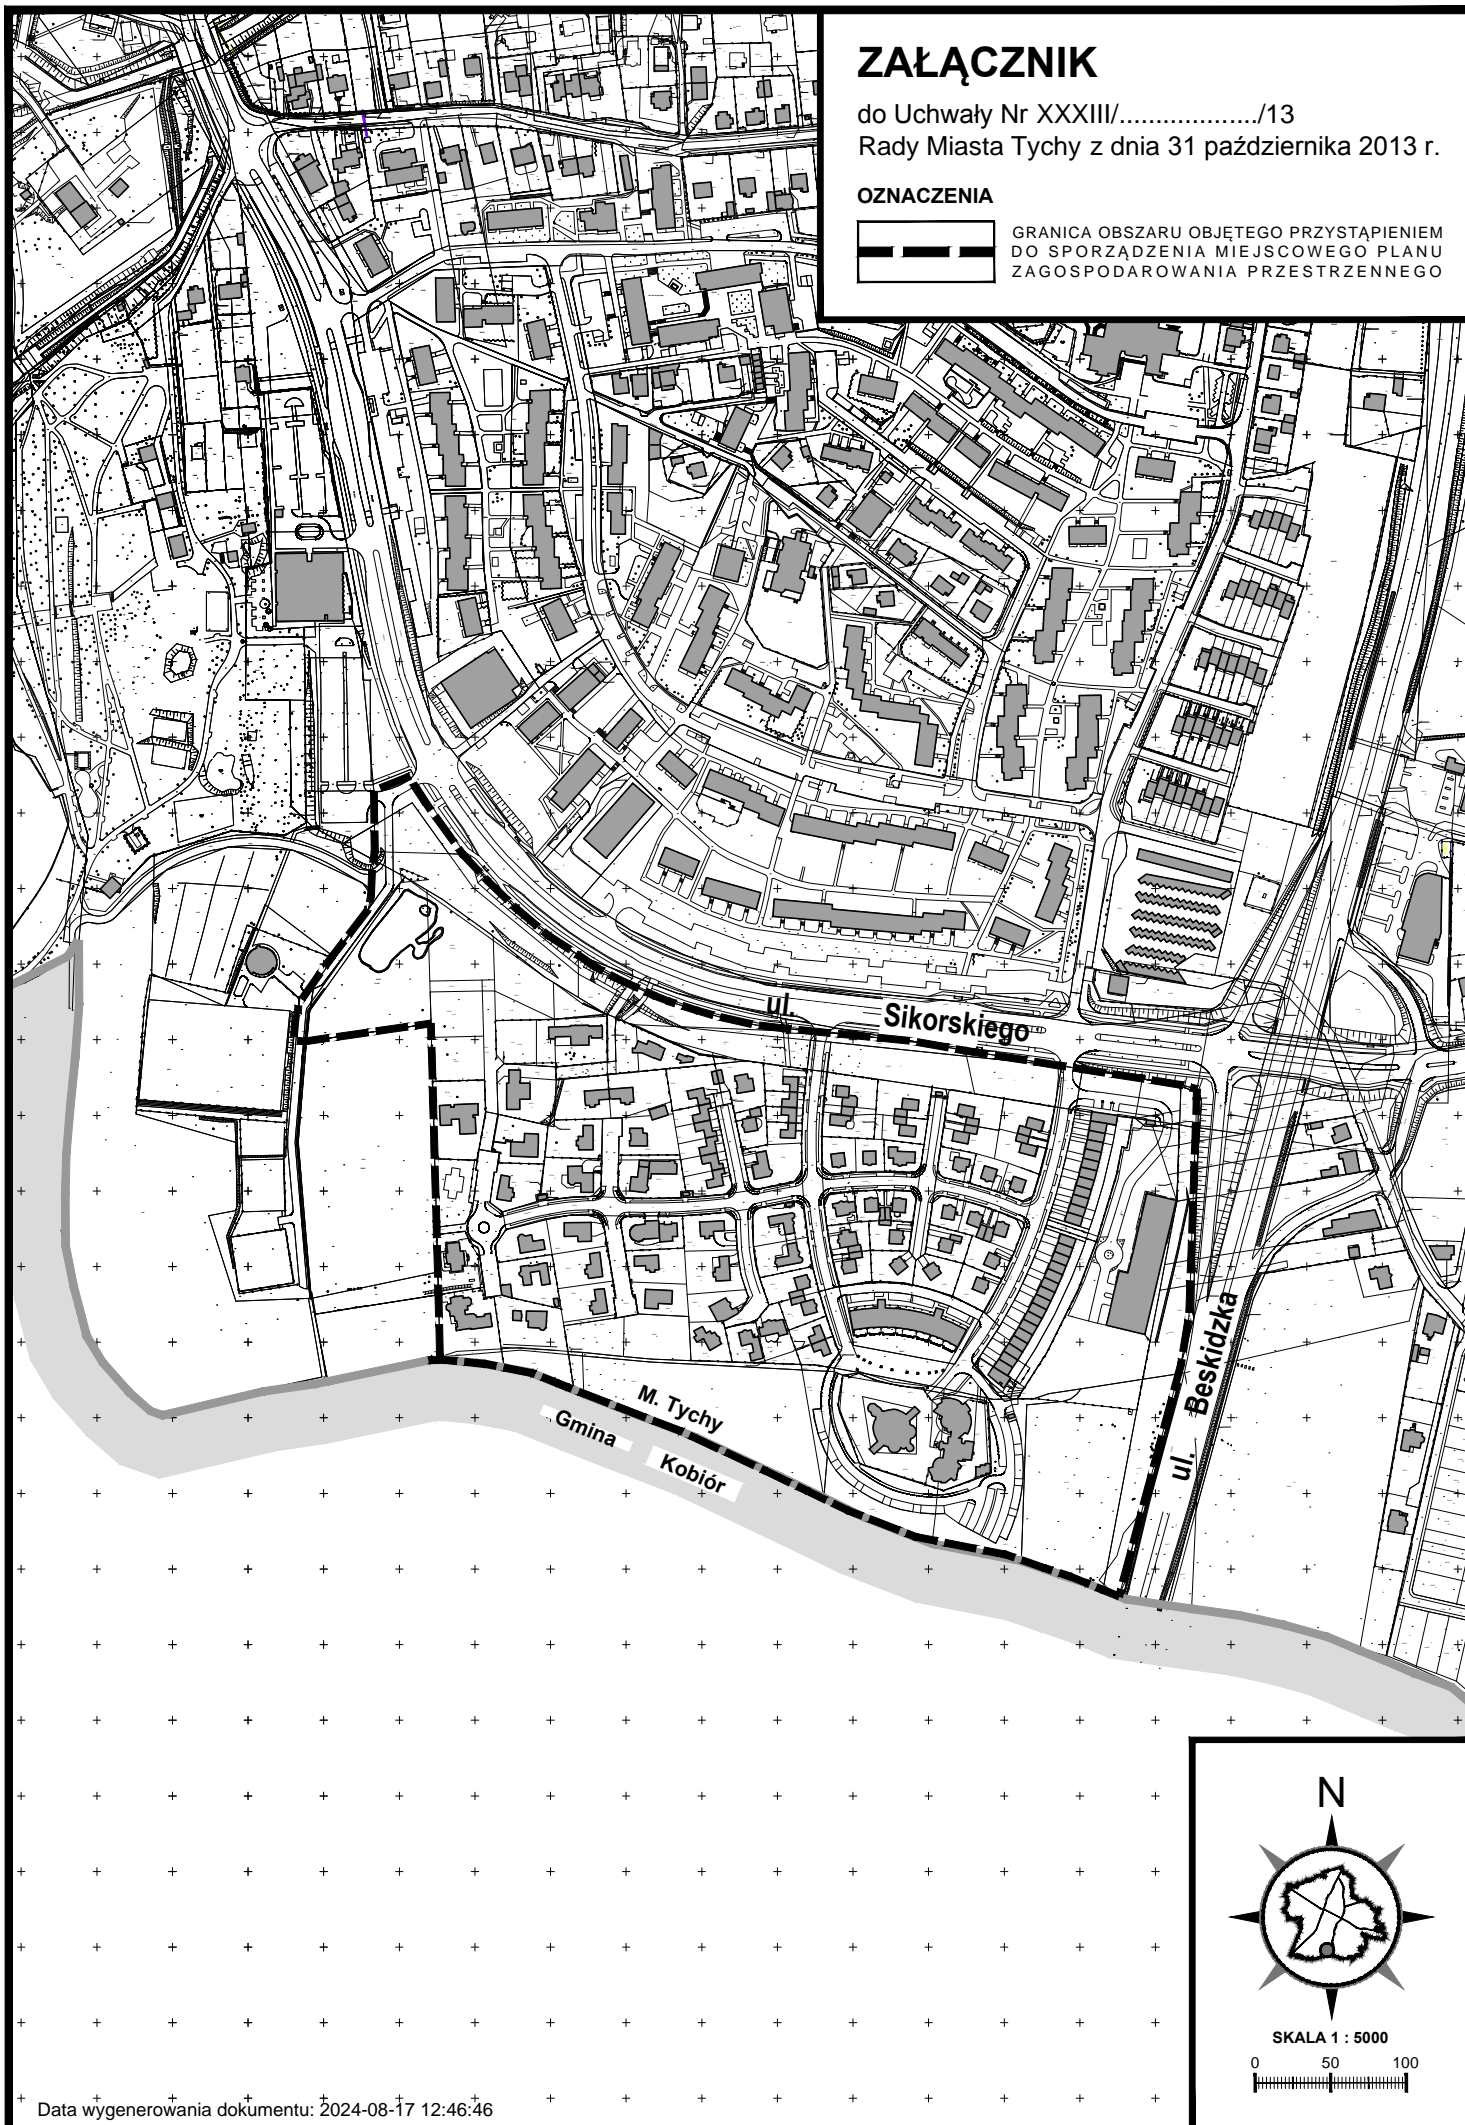 ZAŁĄCZNIK
do Uchwały Nr XXXIII/.................../13
Rady Miasta Tychy z dnia 31 października 2013 r.
OZNACZENIA
GRANICA OBSZARU OBJĘTEGO PRZYSTĄPIENIEM
DO SPORZĄDZENIA MIEJSCOWEGO PLANU
ZAGOSPODAROWANIA PRZESTRZENNEGO
ul. Sikorskiego
ul. Beskidzka
M. Tychy
Gmina Kobiór
N
SKALA 1 : 5000
0 50 100
Data wygenerowania dokumentu: 2024-08-17 12:46:46